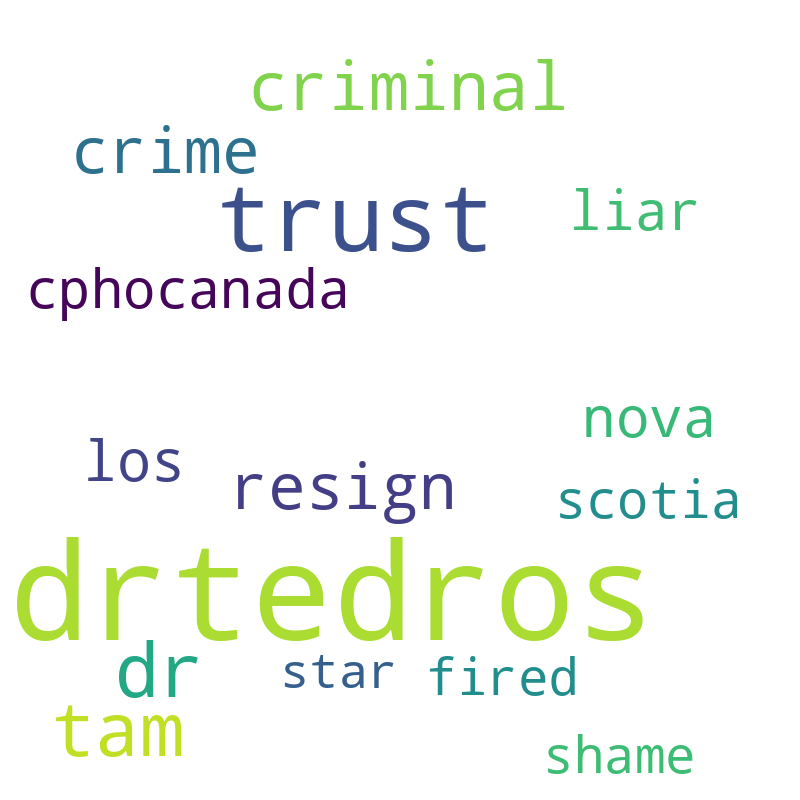 criminal
crime
trust
liar
cphocanada
nova
los
resign
scotia
drtedros
dr
star
fired
tam
shame